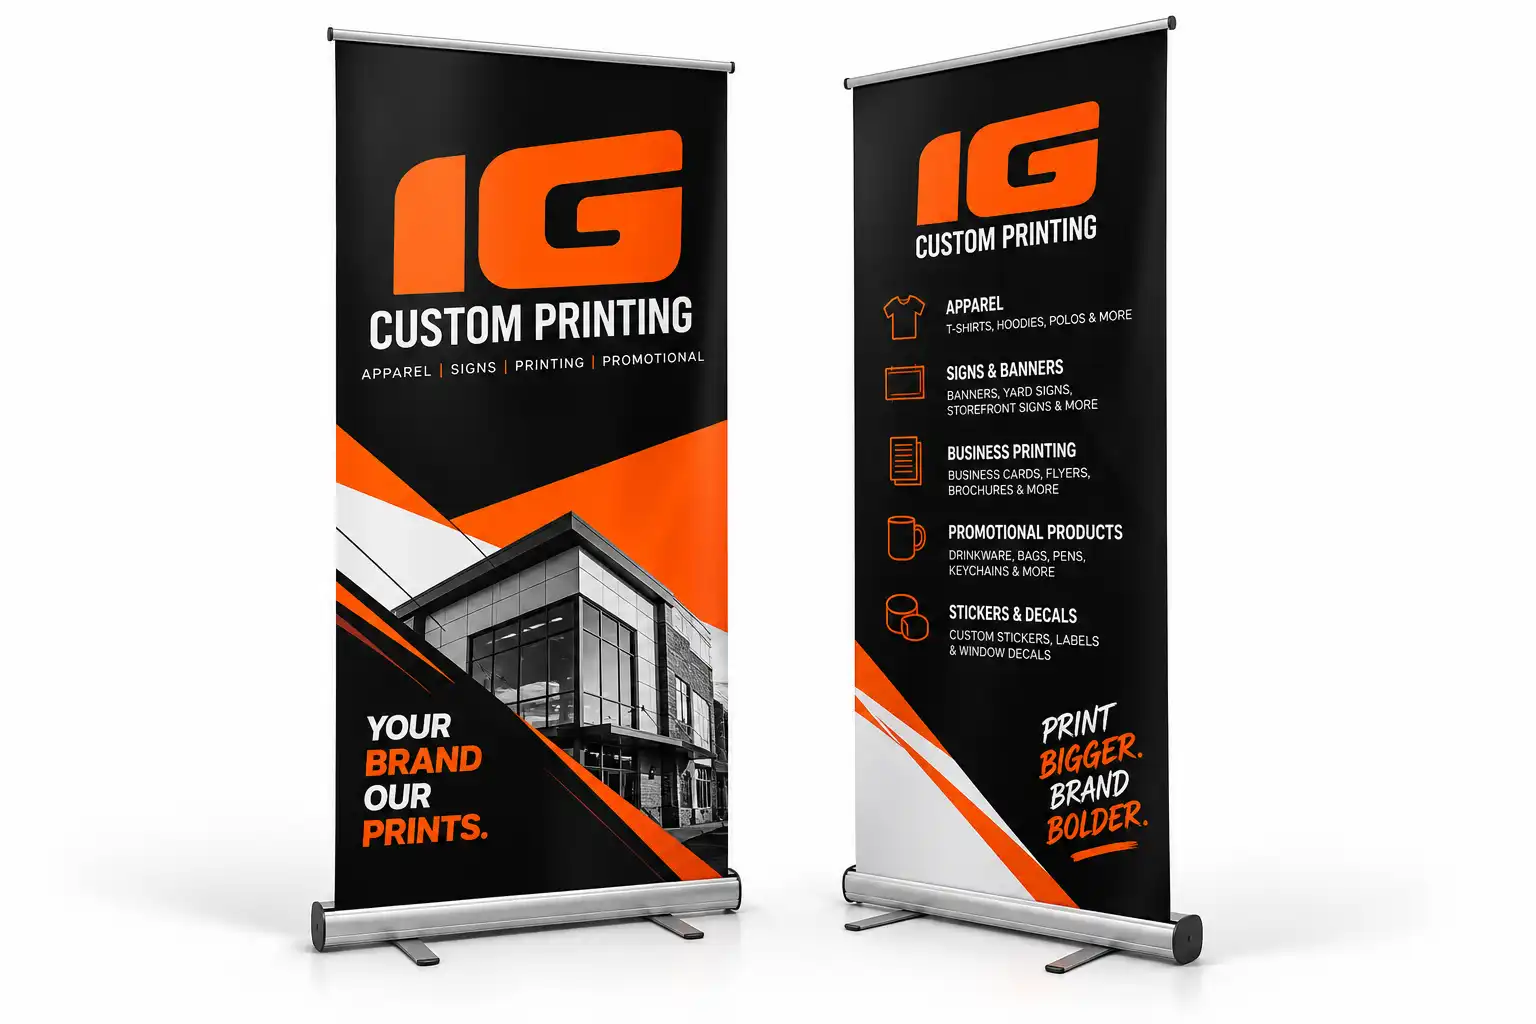 IG
CUSTOM PRINTING
APPAREL | SIGNS | PRINTING | PROMOTIONAL
YOUR
BRAND
OUR
PRINTS.
IG
CUSTOM PRINTING
APPAREL
T-SHIRTS, HOODIES, POLOS & MORE
SIGNS & BANNERS
BANNERS, YARD SIGNS,
STOREFRONT SIGNS & MORE
BUSINESS PRINTING
BUSINESS CARDS, FLYERS,
BROCHURES & MORE
PROMOTIONAL PRODUCTS
DRINKWARE, BAGS, PENS,
KEYCHAINS & MORE
STICKERS & DECALS
CUSTOM STICKERS, LABELS
& WINDOW DECALS
PRINT
BIGGER.
BRAND
BOLDER.